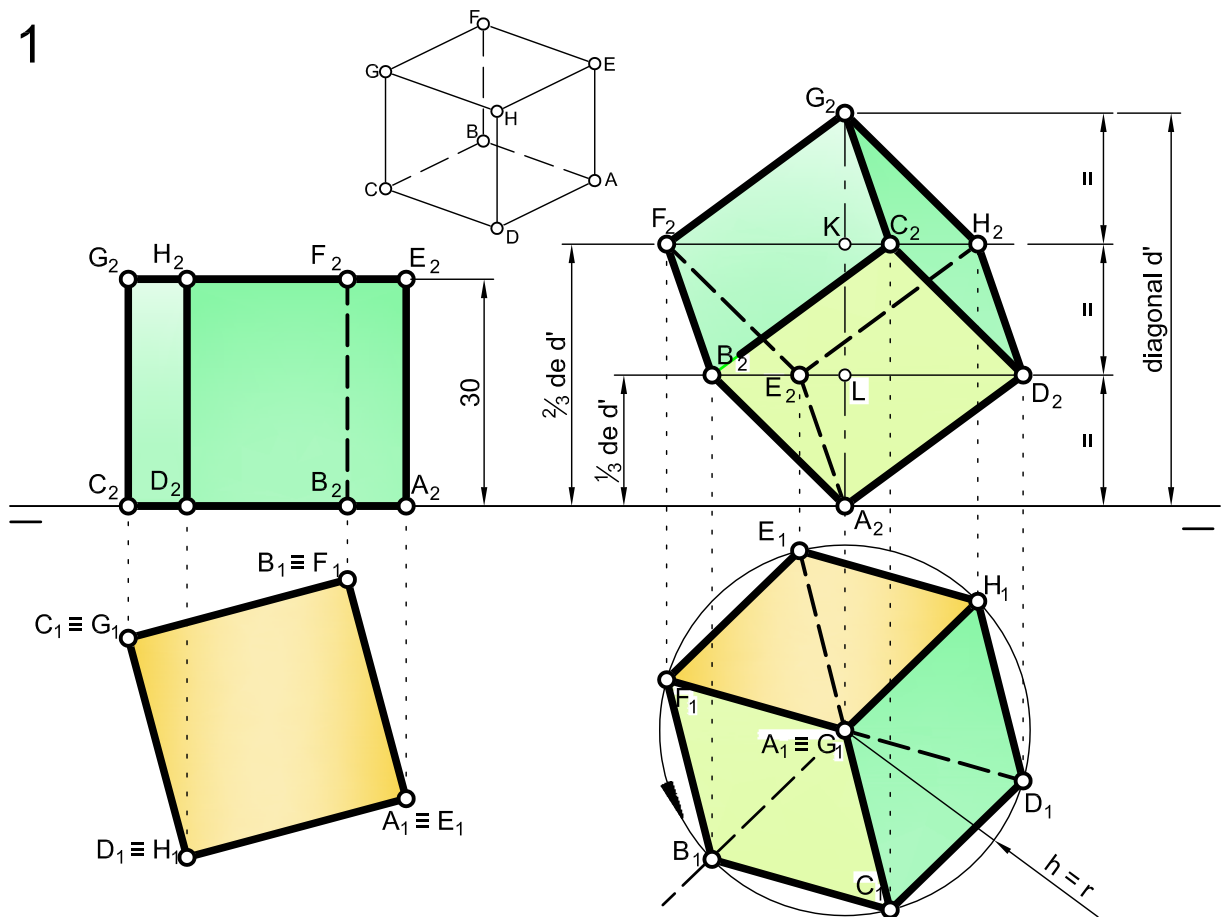 1
F
G
E
H
B
C
A
D
G₂ H₂ F₂ E₂
C₂ D₂ B₂ A₂
30
G₂
F₂ K C₂ H₂
B₂ E₂ L D₂
A₂
⅔ de d'
⅓ de d'
=
=
=
diagonal d'
B₁ ≡ F₁
C₁ ≡ G₁
D₁ ≡ H₁
A₁ ≡ E₁
E₁
H₁
F₁
A₁ ≡ G₁
D₁
B₁
C₁
h = r